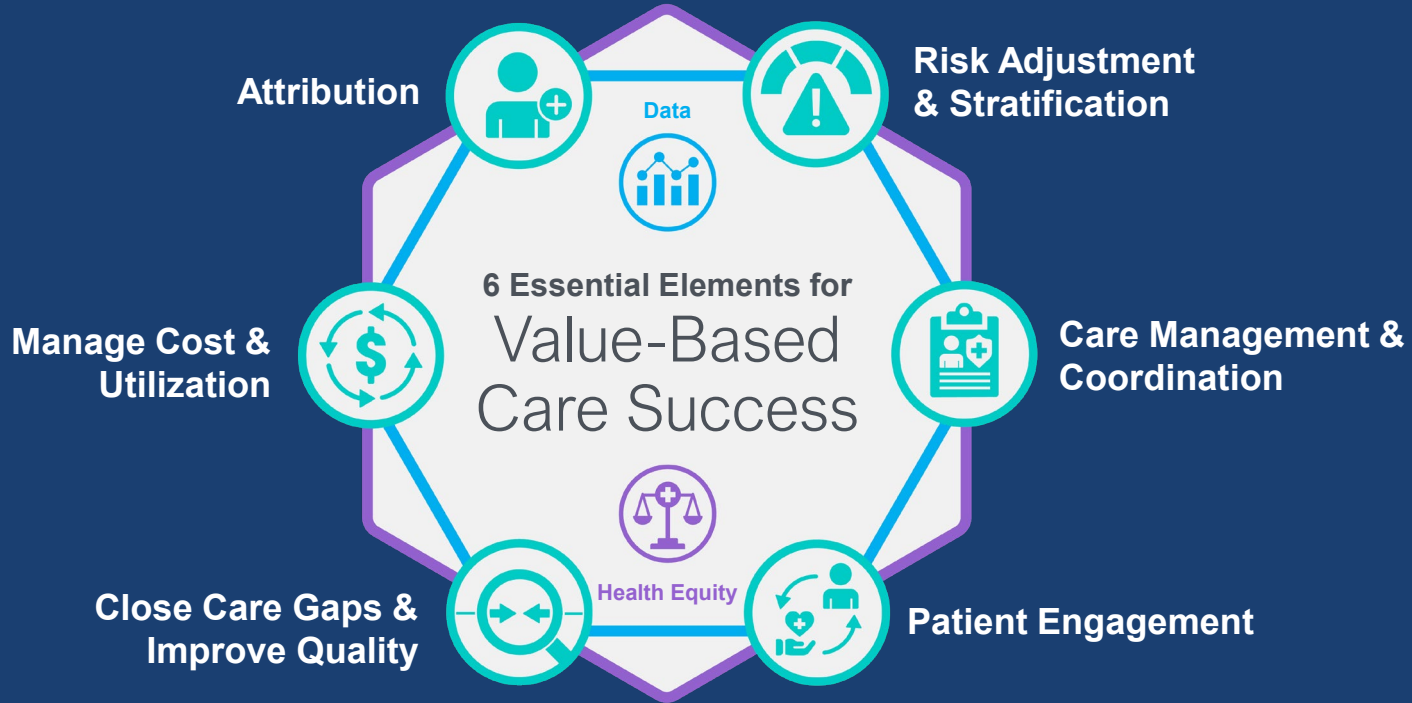 Attribution
Risk Adjustment
& Stratification
Data
6 Essential Elements for
Value-Based
Care Success
Manage Cost &
Utilization
Care Management &
Coordination
Health Equity
Close Care Gaps &
Improve Quality
Patient Engagement